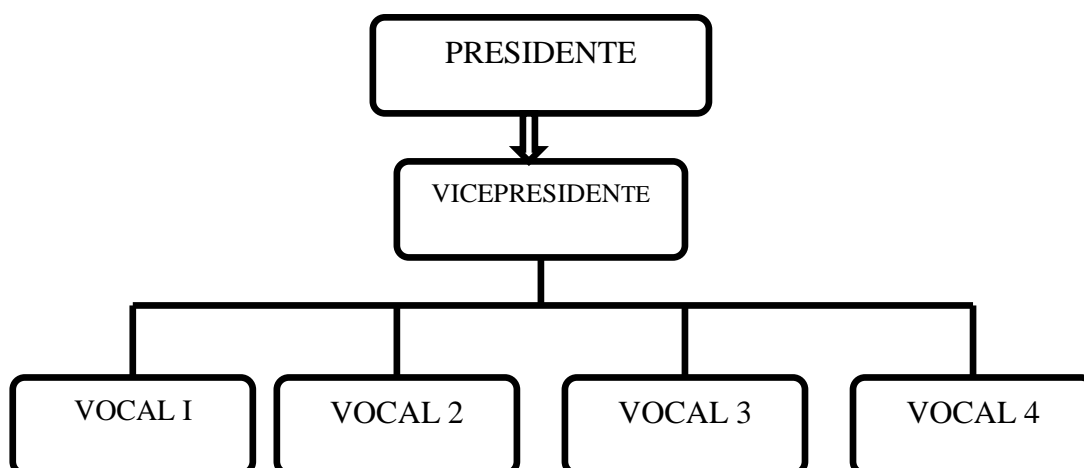 PRESIDENTE
VICEPRESIDENTE
VOCAL I
VOCAL 2
VOCAL 3
VOCAL 4